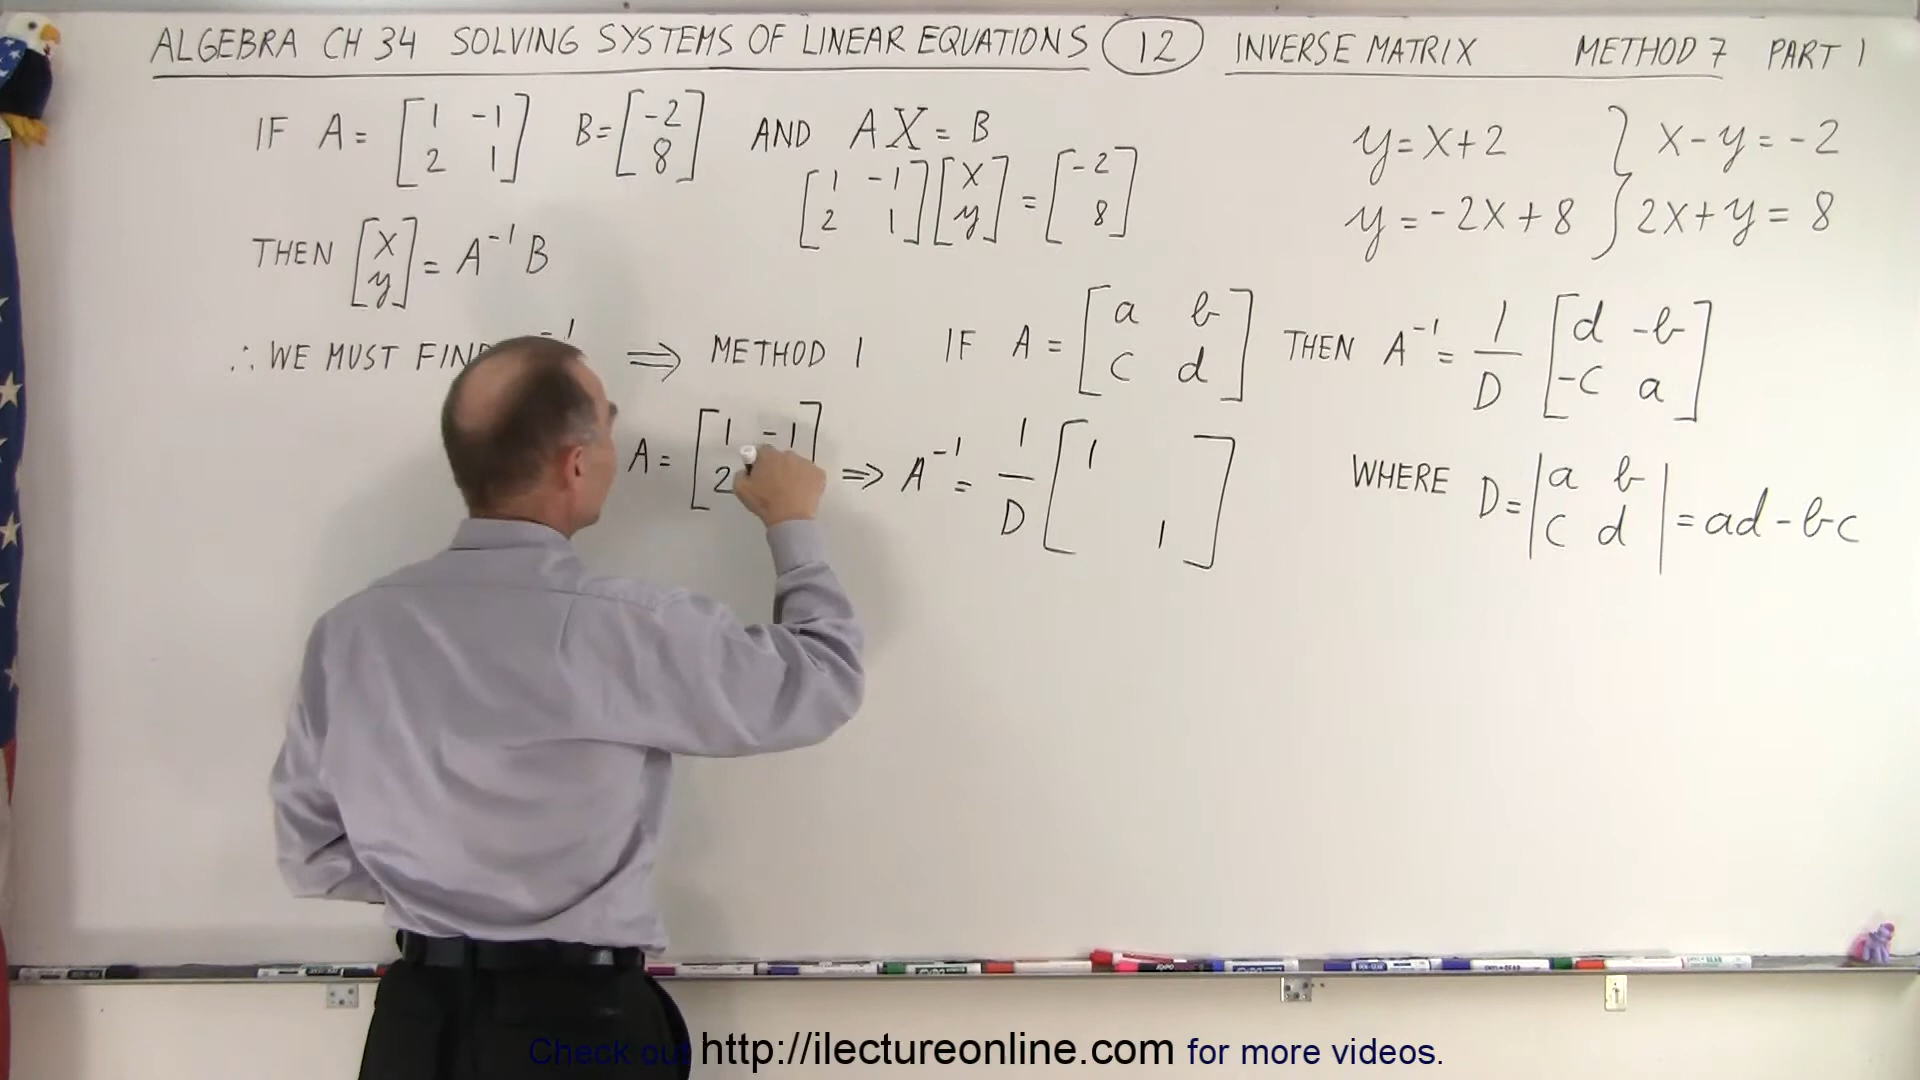 ALGEBRA CH 34 SOLVING SYSTEMS OF LINEAR EQUATIONS 12 INVERSE MATRIX METHOD 7 PART 1
IF A = [1 -1 B = [-2 AND AX = B
2 1] 8]
[1 -1 [x = [-2
2 1] y] 8]
y = x + 2 } x - y = -2
y = -2x + 8 } 2x + y = 8
THEN [x = A⁻¹ B
y]
∴ WE MUST FIND ⁻¹ ⇒ METHOD 1 IF A = [a b THEN A⁻¹ = 1/D [d -b
c d] -c a]
A = [1 -1 ⇒ A⁻¹ = 1/D [1
2 1]
WHERE D = |a b
c d| = ad - bc
Check out http://ilectureonline.com for more videos.